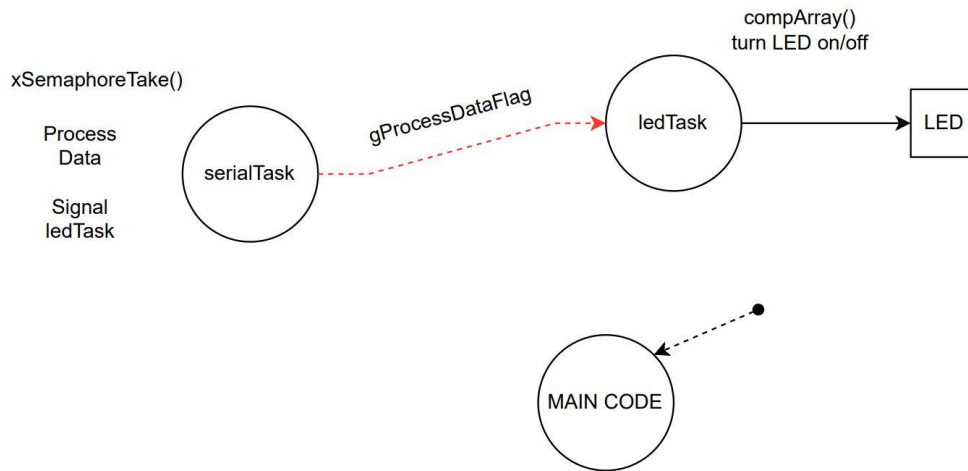 compArray()
turn LED on/off
xSemaphoreTake()
Process
Data
Signal
ledTask
serialTask
gProcessDataFlag
ledTask
LED
MAIN CODE